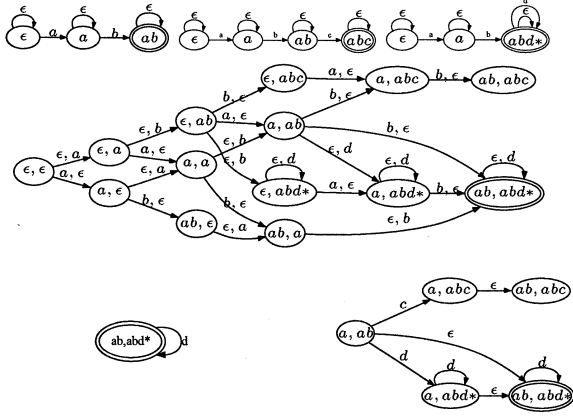 ϵ ϵ ϵ
ϵ a a b ab
ϵ ϵ ϵ ϵ
ϵ a a b ab c abc
ϵ ϵ d ϵ
ϵ a a b abd*
ϵ, abc a, ϵ a, abc b, ϵ ab, abc
b, ϵ b, ϵ
ϵ, b ϵ, ab a, ϵ a, ab b, ϵ
ϵ, a ϵ, a a, ϵ a, a ϵ, b ϵ, b ϵ, d ϵ, d ϵ, d ϵ, d
ϵ, ϵ a, ϵ a, ϵ ϵ, a ϵ, abd* a, ϵ a, abd* b, ϵ ab, abd*
b, ϵ b, ϵ
ab, ϵ ϵ, a ab, a ϵ, b
a, abc ϵ ab, abc
c
a, ab ϵ
ab,abd* d d d d
a, abd* ϵ ab, abd*